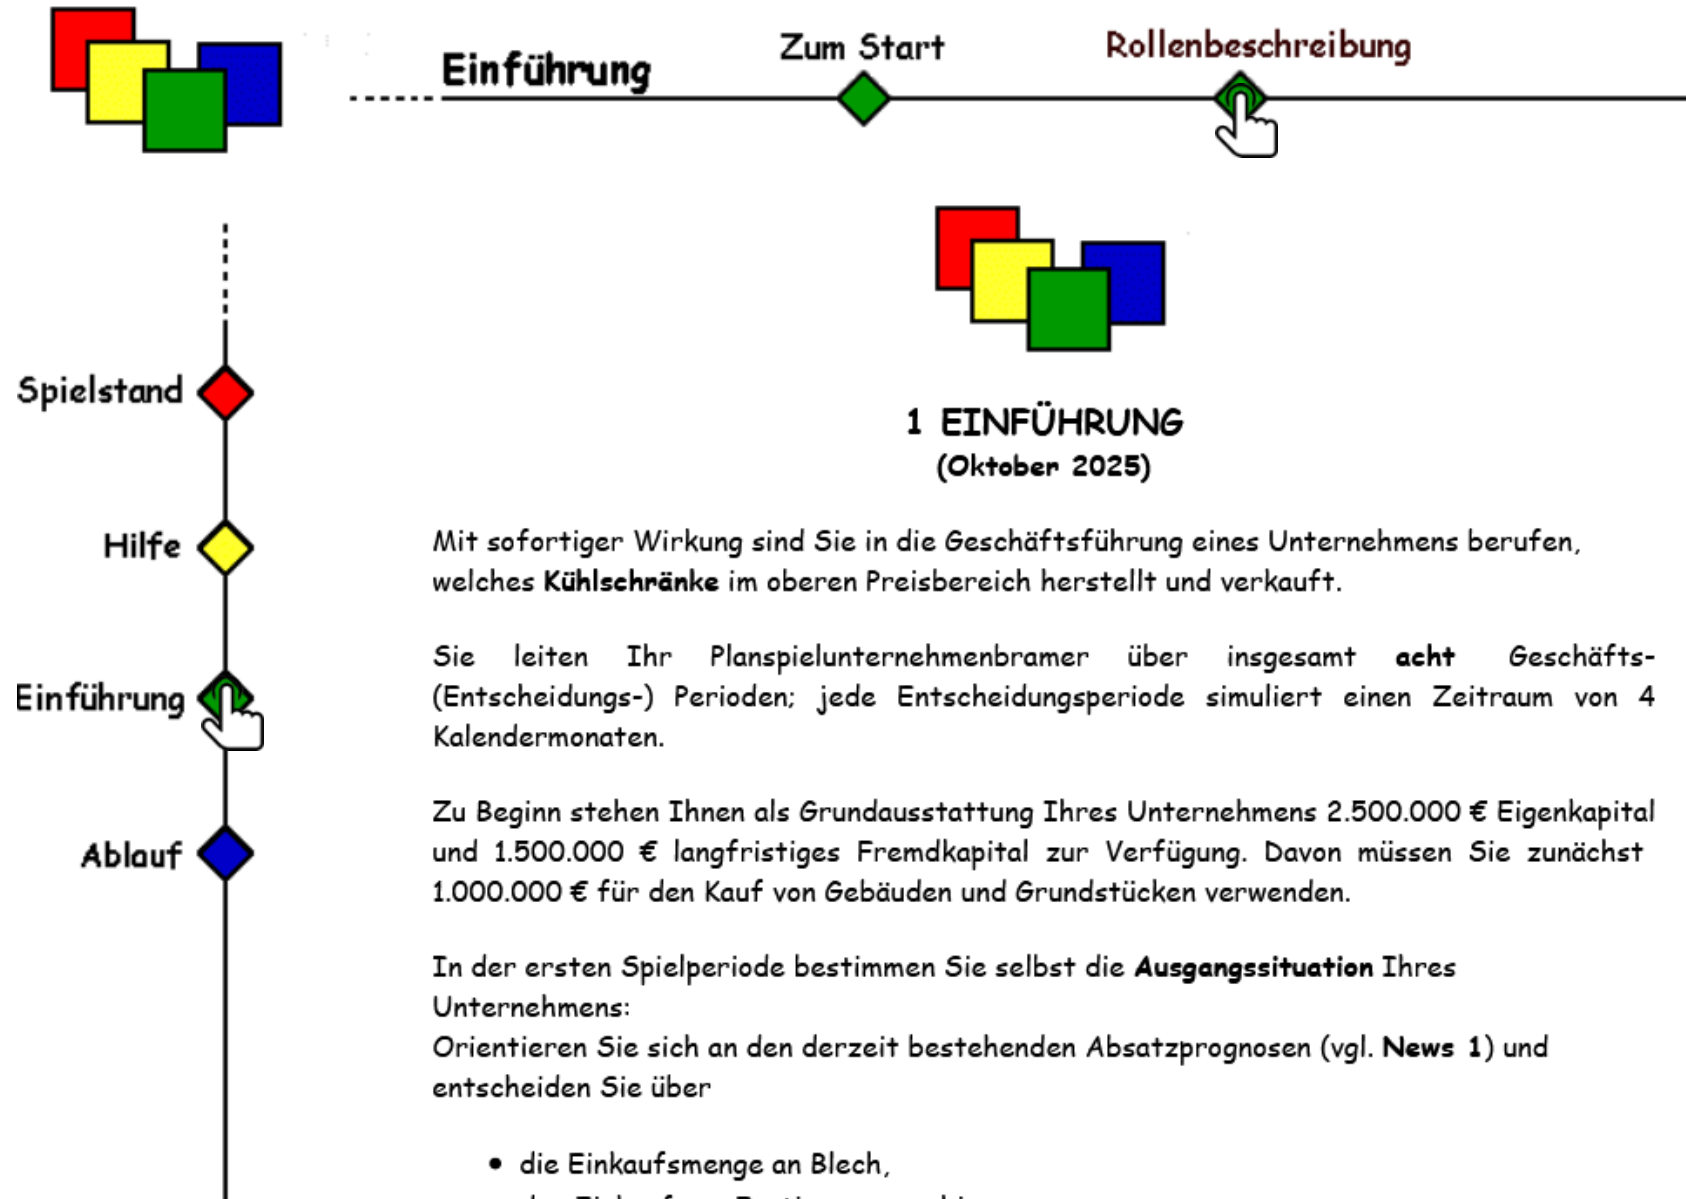 Einführung
Zum Start
Rollenbeschreibung
Spielstand
Hilfe
Einführung
Ablauf
1 EINFÜHRUNG
(Oktober 2025)
Mit sofortiger Wirkung sind Sie in die Geschäftsführung eines Unternehmens berufen,
welches Kühlschränke im oberen Preisbereich herstellt und verkauft.
Sie leiten Ihr Planspielunternehmenbramer über insgesamt acht Geschäfts-
(Entscheidungs-) Perioden; jede Entscheidungsperiode simuliert einen Zeitraum von 4
Kalendermonaten.
Zu Beginn stehen Ihnen als Grundausstattung Ihres Unternehmens 2.500.000 € Eigenkapital
und 1.500.000 € langfristiges Fremdkapital zur Verfügung. Davon müssen Sie zunächst
1.000.000 € für den Kauf von Gebäuden und Grundstücken verwenden.
In der ersten Spielperiode bestimmen Sie selbst die Ausgangssituation Ihres
Unternehmens:
Orientieren Sie sich an den derzeit bestehenden Absatzprognosen (vgl. News 1) und
entscheiden Sie über
• die Einkaufsmenge an Blech,